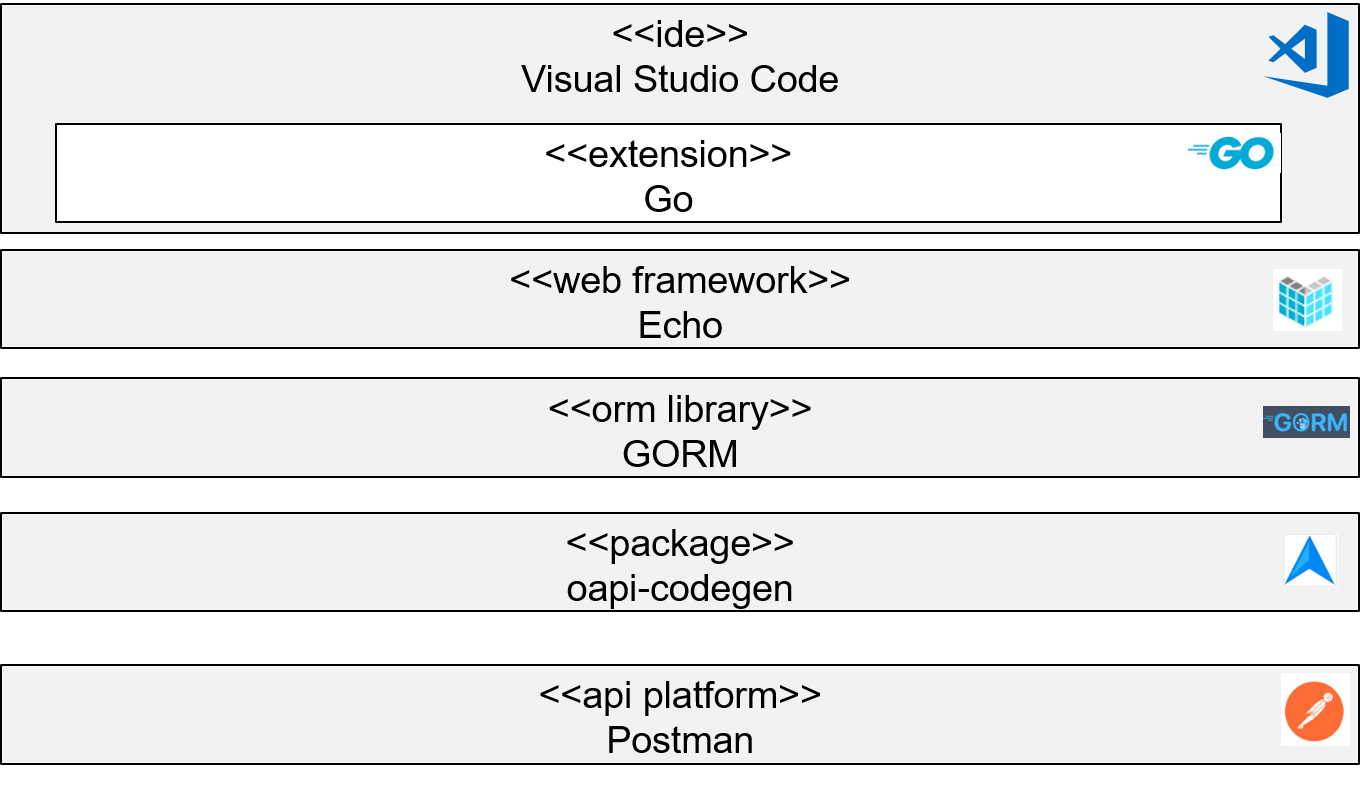 <<ide>>
Visual Studio Code
<<extension>>
Go
GO
<<web framework>>
Echo
<<orm library>>
GORM
GORM
<<package>>
oapi-codegen
<<api platform>>
Postman